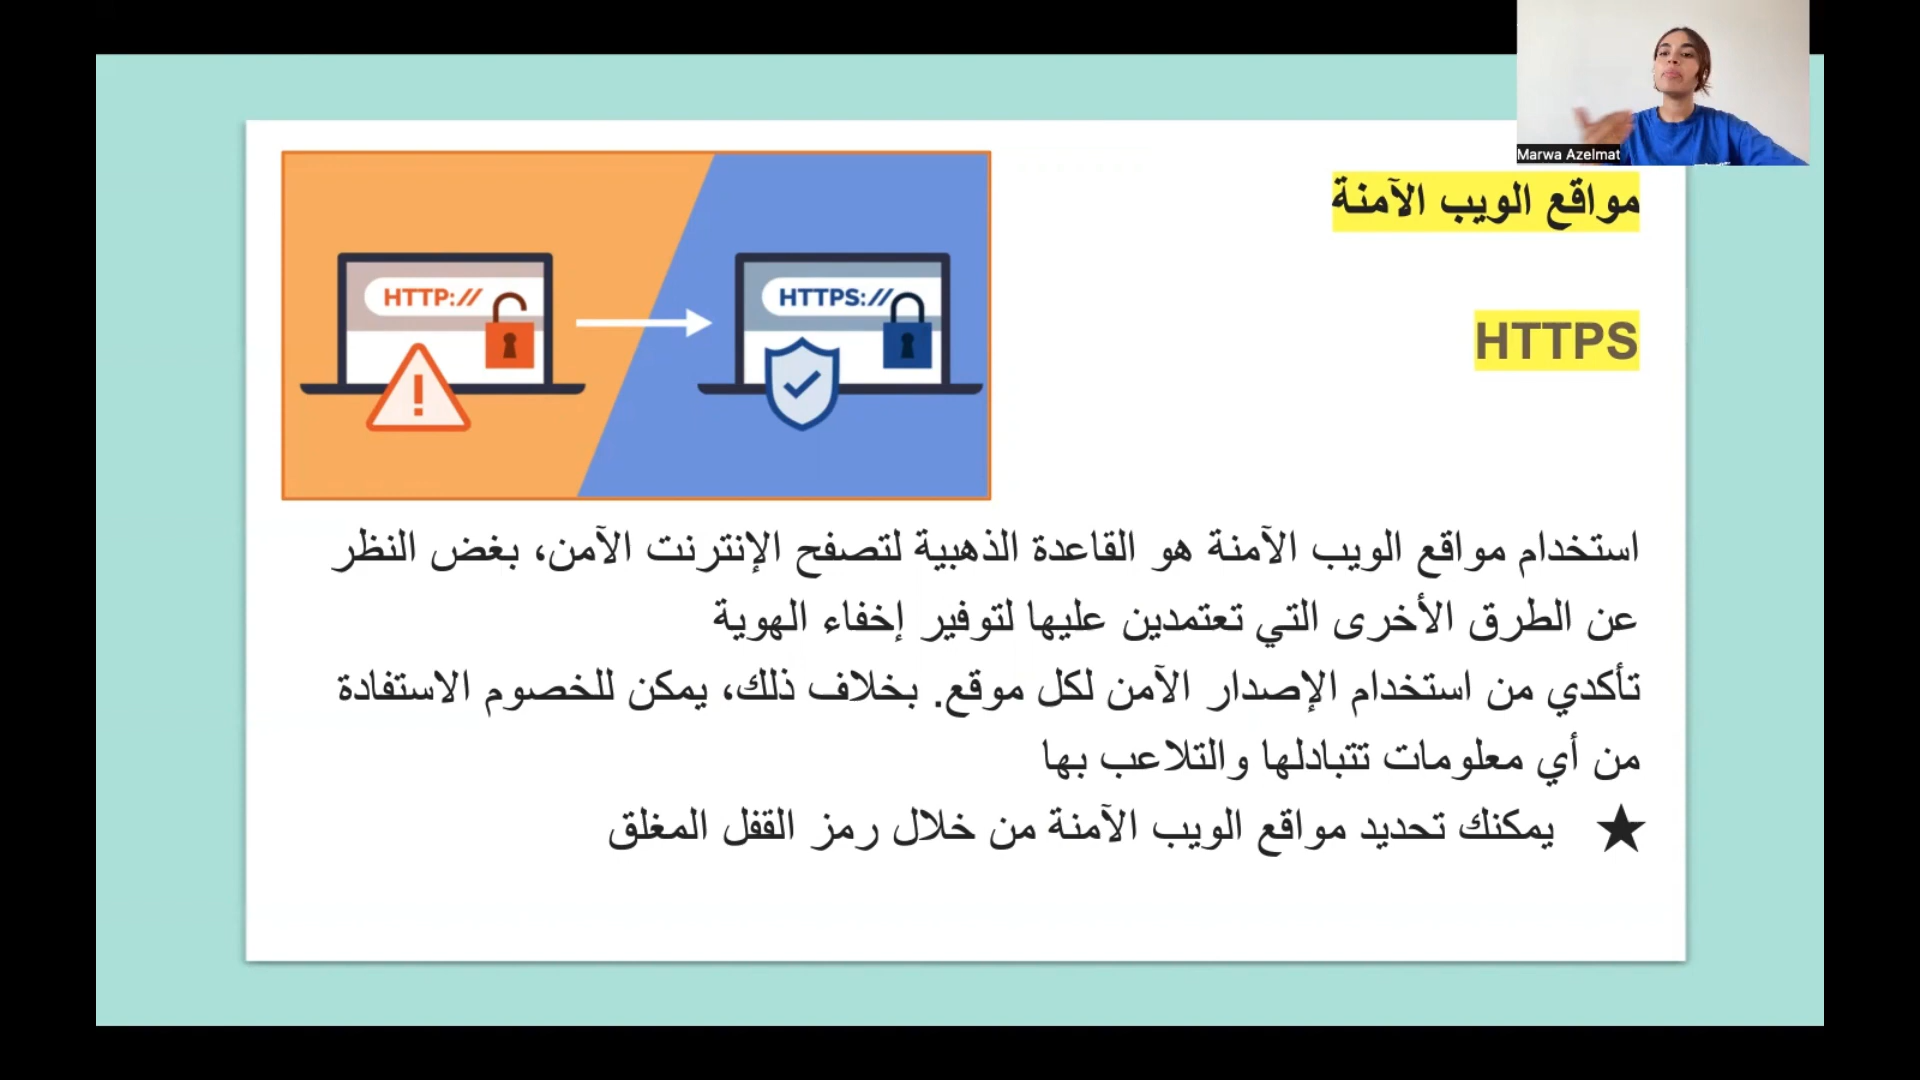 Marwa Azelmat
مواقع الويب الآمنة
HTTPS
HTTP://
HTTPS://
استخدام مواقع الويب الآمنة هو القاعدة الذهبية لتصفح الإنترنت الآمن، بغض النظر
عن الطرق الأخرى التي تعتمدين عليها لتوفير إخفاء الهوية
تأكدي من استخدام الإصدار الآمن لكل موقع. بخلاف ذلك، يمكن للخصوم الاستفادة
من أي معلومات تتبادلها والتلاعب بها
★ يمكنك تحديد مواقع الويب الآمنة من خلال رمز القفل المغلق